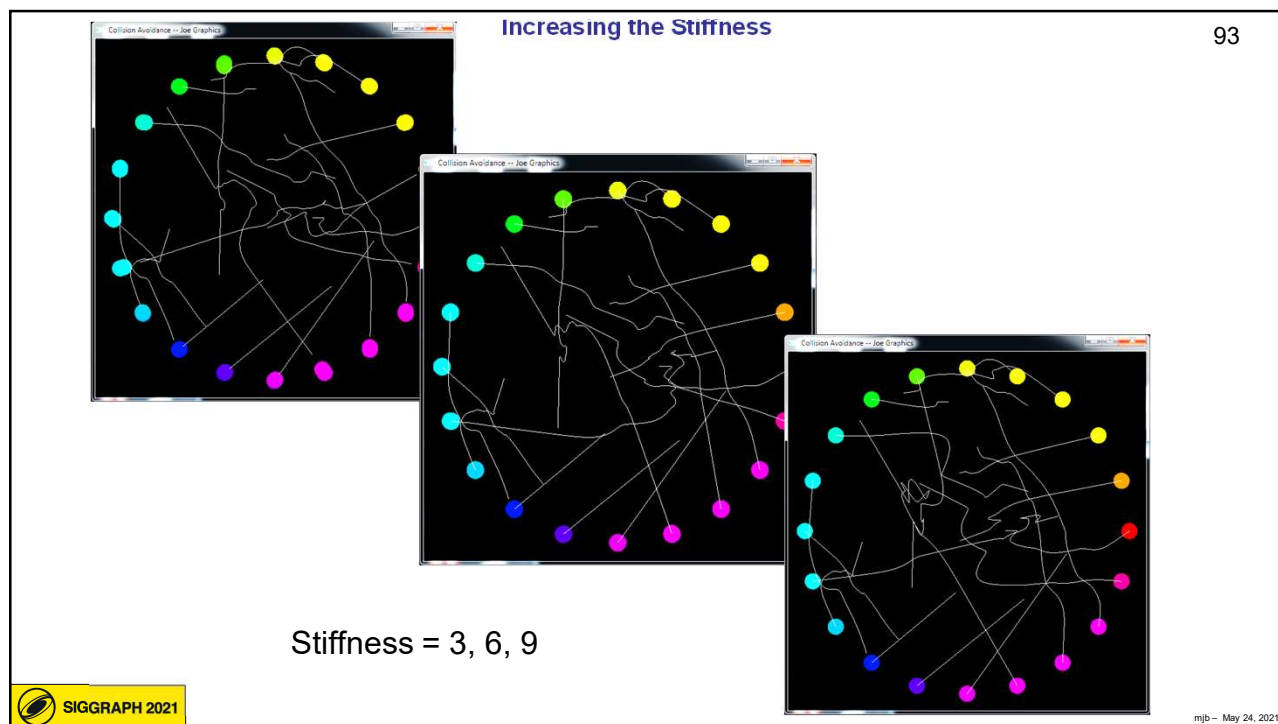 Increasing the Stiffness
93
Collision Avoidance -- Joe Graphics
Collision Avoidance -- Joe Graphics
Collision Avoidance -- Joe Graphics
Stiffness = 3, 6, 9
SIGGRAPH 2021
mjb – May 24, 2021